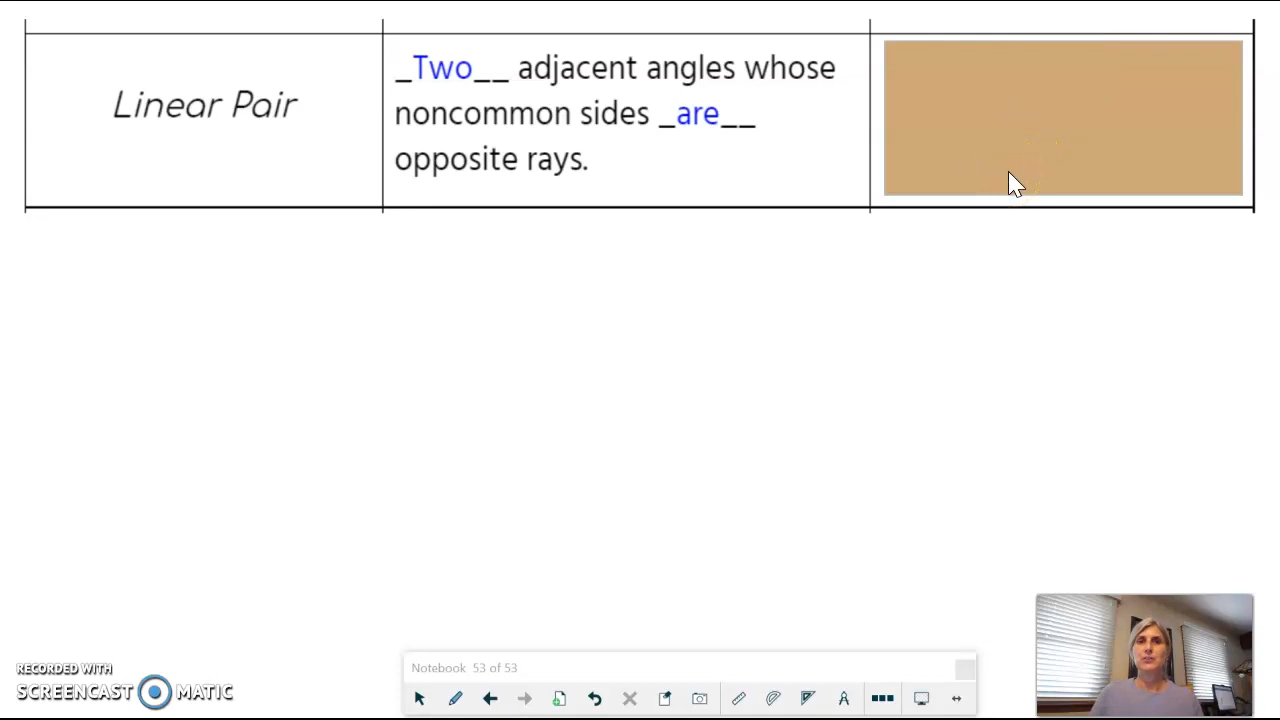 Linear Pair
_Two__ adjacent angles whose
noncommon sides _are__
opposite rays.
Notebook 53 of 53
RECORDED WITH
SCREENCAST MATIC